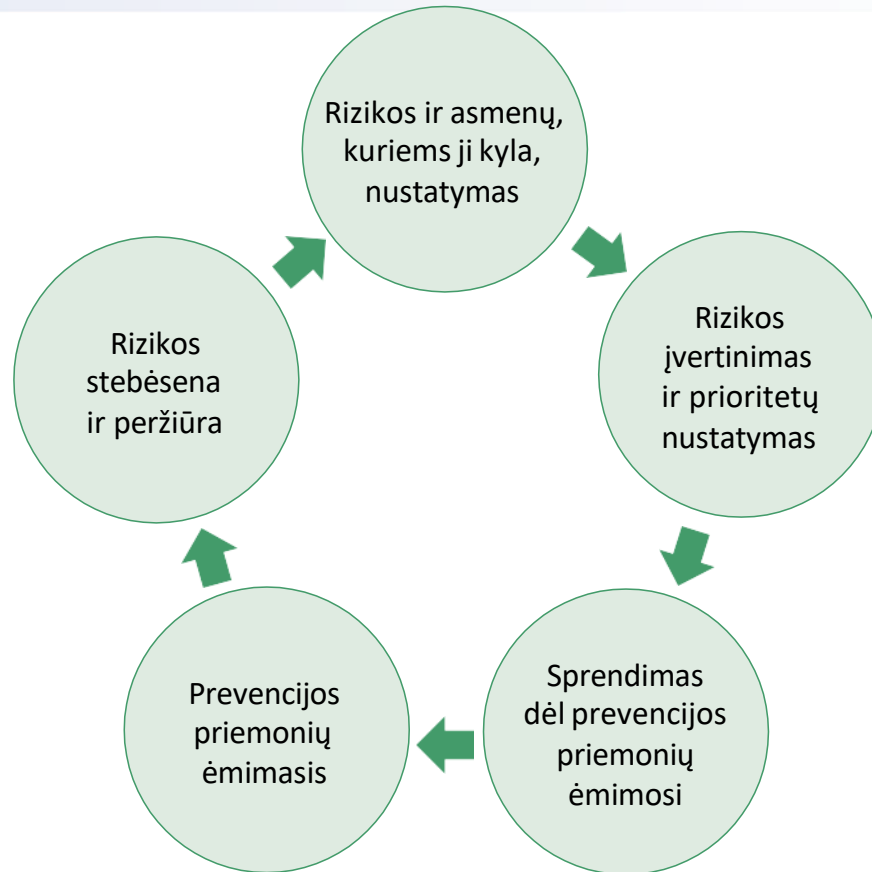 Rizikos ir asmenų,
kuriems ji kyla,
nustatymas
Rizikos
įvertinimas
ir prioritetų
nustatymas
Sprendimas
dėl prevencijos
priemonių
ėmimosi
Prevencijos
priemonių
ėmimasis
Rizikos
stebėsena
ir peržiūra